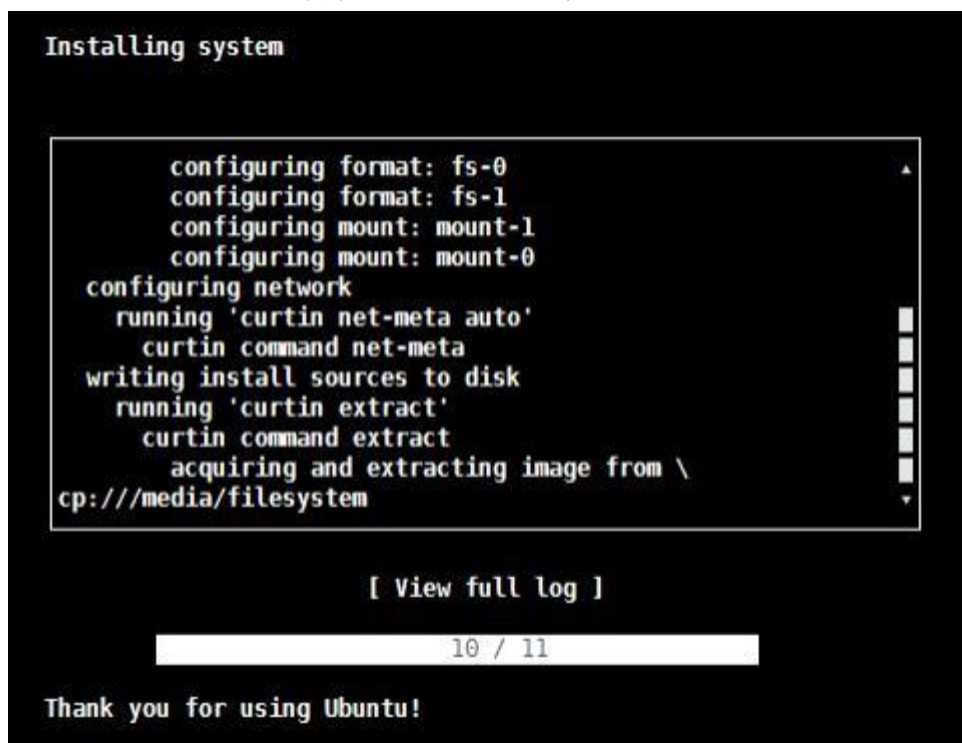 Installing system
configuring format: fs-0
configuring format: fs-1
configuring mount: mount-1
configuring mount: mount-0
configuring network
running 'curtin net-meta auto'
curtin command net-meta
writing install sources to disk
running 'curtin extract'
curtin command extract
acquiring and extracting image from \
cp:///media/filesystem
[ View full log ]
10 / 11
Thank you for using Ubuntu!